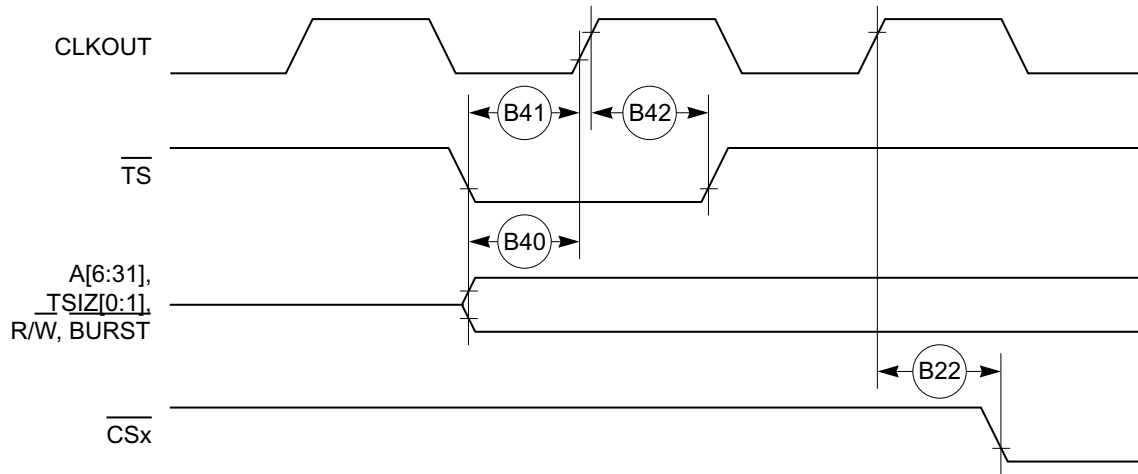 CLKOUT
B41
B42
TS
B40
A[6:31],
TSIZ[0:1],
R/W, BURST
B22
CSx